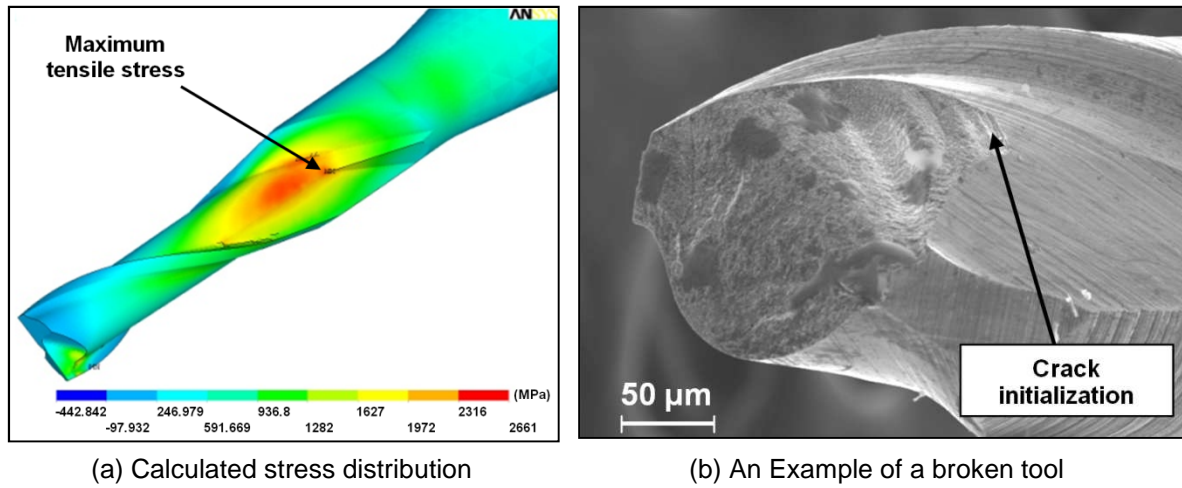 AN
Maximum
tensile stress
(MPa)
-442.842 246.979 936.8 1627 2316
-97.932 591.669 1282 1972 2661
50 µm
Crack
initialization
(a) Calculated stress distribution
(b) An Example of a broken tool